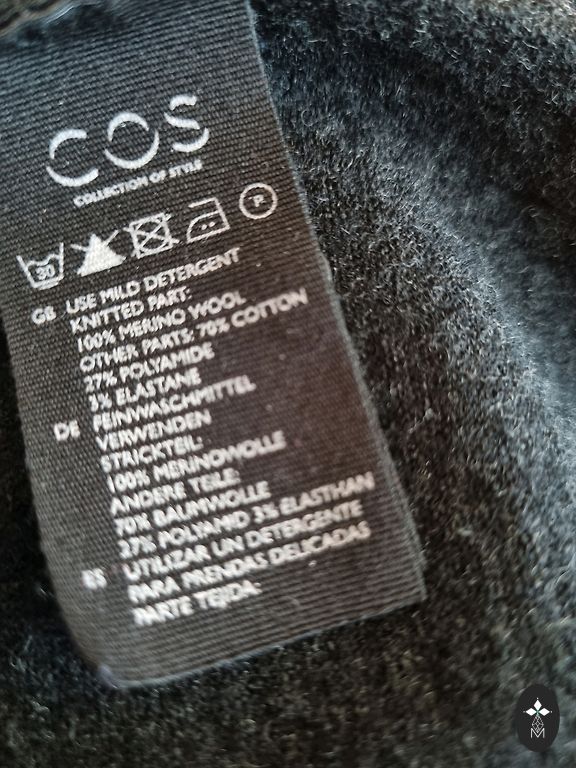 COS
COLLECTION OF STYLE
30 P
GB USE MILD DETERGENT
KNITTED PART:
100% MERINO WOOL
OTHER PARTS: 70% COTTON
27% POLYAMIDE
3% ELASTANE
DE FEINWASCHMITTEL
VERWENDEN
STRICKTEIL:
100% MERINOWOLLE
ANDERE TEILE:
70% BAUMWOLLE
27% POLYAMID 3% ELASTHAN
ES UTILIZAR UN DETERGENTE
PARA PRENDAS DELICADAS
PARTE TEJIDA:
M